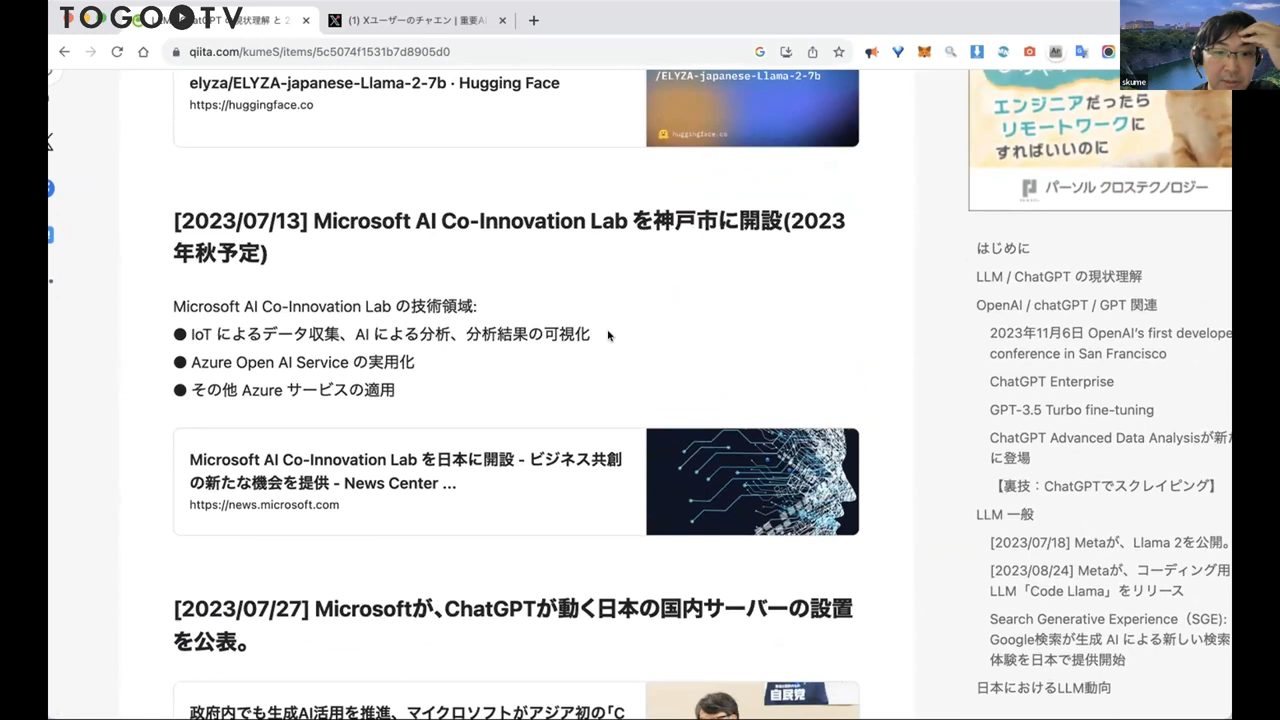 TOGO TV
ChatGPT の現状理解 と 2
(1) Xユーザーのチャエン | 重要AI
qiita.com/kumeS/items/5c5074f1531b7d8905d0
skume
elyza/ELYZA-japanese-Llama-2-7b · Hugging Face
https://huggingface.co
/ELYZA-japanese-Llama-2-7b
huggingface.co
[2023/07/13] Microsoft AI Co-Innovation Lab を神戸市に開設(2023
年秋予定)
Microsoft AI Co-Innovation Lab の技術領域:
● IoT によるデータ収集、AI による分析、分析結果の可視化
● Azure Open AI Service の実用化
● その他 Azure サービスの適用
Microsoft AI Co-Innovation Lab を日本に開設 - ビジネス共創
の新たな機会を提供 - News Center ...
https://news.microsoft.com
[2023/07/27] Microsoftが、ChatGPTが動く日本の国内サーバーの設置
を公表。
政府内でも生成AI活用を推進、マイクロソフトがアジア初の「C
自民党
エンジニアだったら
リモートワークに
すればいいのに
パーソル クロステクノロジー
はじめに
LLM / ChatGPT の現状理解
OpenAI / chatGPT / GPT 関連
2023年11月6日 OpenAI's first develope
conference in San Francisco
ChatGPT Enterprise
GPT-3.5 Turbo fine-tuning
ChatGPT Advanced Data Analysisが新た
に登場
【裏技：ChatGPTでスクレイピング】
LLM 一般
[2023/07/18] Metaが、Llama 2を公開。
[2023/08/24] Metaが、コーディング用
LLM「Code Llama」をリリース
Search Generative Experience（SGE):
Google検索が生成 AI による新しい検索
体験を日本で提供開始
日本におけるLLM動向